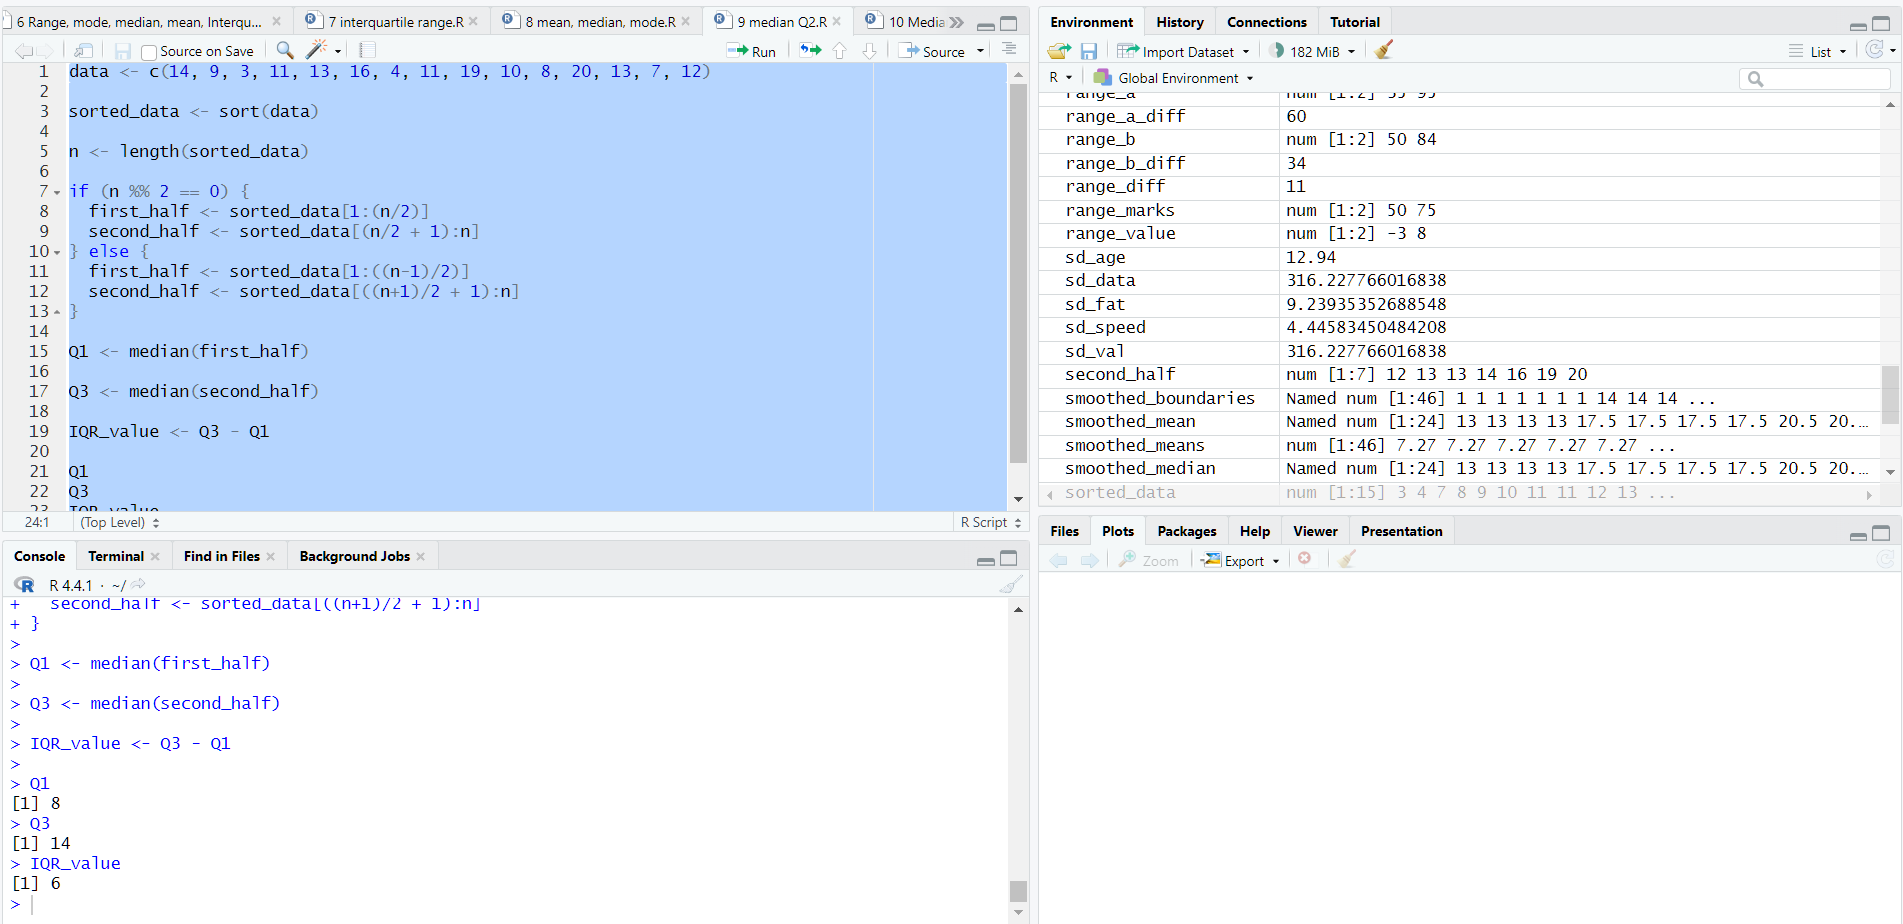 6 Range, mode, median, mean, Interqu...
7 interquartile range.R
8 mean, median, mode.R
9 median Q2.R
10 Media
Source on Save
Run
Source
1 data <- c(14, 9, 3, 11, 13, 16, 4, 11, 19, 10, 8, 20, 13, 7, 12)
2
3 sorted_data <- sort(data)
4
5 n <- length(sorted_data)
6
7 if (n %% 2 == 0) {
8   first_half <- sorted_data[1:(n/2)]
9   second_half <- sorted_data[(n/2 + 1):n]
10 } else {
11   first_half <- sorted_data[1:((n-1)/2)]
12   second_half <- sorted_data[((n+1)/2 + 1):n]
13 }
14
15 Q1 <- median(first_half)
16
17 Q3 <- median(second_half)
18
19 IQR_value <- Q3 - Q1
20
21 Q1
22 Q3
23 IQR_value
24:1 (Top Level) R Script
Console Terminal Find in Files Background Jobs
R 4.4.1 · ~/
+   second_half <- sorted_data[((n+1)/2 + 1):n]
+ }
>
> Q1 <- median(first_half)
>
> Q3 <- median(second_half)
>
> IQR_value <- Q3 - Q1
>
> Q1
[1] 8
> Q3
[1] 14
> IQR_value
[1] 6
>
Environment History Connections Tutorial
Import Dataset 182 MiB List
R Global Environment
range_a num [1:2] 35 95
range_a_diff 60
range_b num [1:2] 50 84
range_b_diff 34
range_diff 11
range_marks num [1:2] 50 75
range_value num [1:2] -3 8
sd_age 12.94
sd_data 316.227766016838
sd_fat 9.23935352688548
sd_speed 4.44583450484208
sd_val 316.227766016838
second_half num [1:7] 12 13 13 14 16 19 20
smoothed_boundaries Named num [1:46] 1 1 1 1 1 1 1 14 14 14 ...
smoothed_mean Named num [1:24] 13 13 13 13 17.5 17.5 17.5 17.5 20.5 20...
smoothed_means num [1:46] 7.27 7.27 7.27 7.27 7.27 ...
smoothed_median Named num [1:24] 13 13 13 13 17.5 17.5 17.5 17.5 20.5 20...
sorted_data num [1:15] 3 4 7 8 9 10 11 11 12 13 ...
Files Plots Packages Help Viewer Presentation
Zoom Export